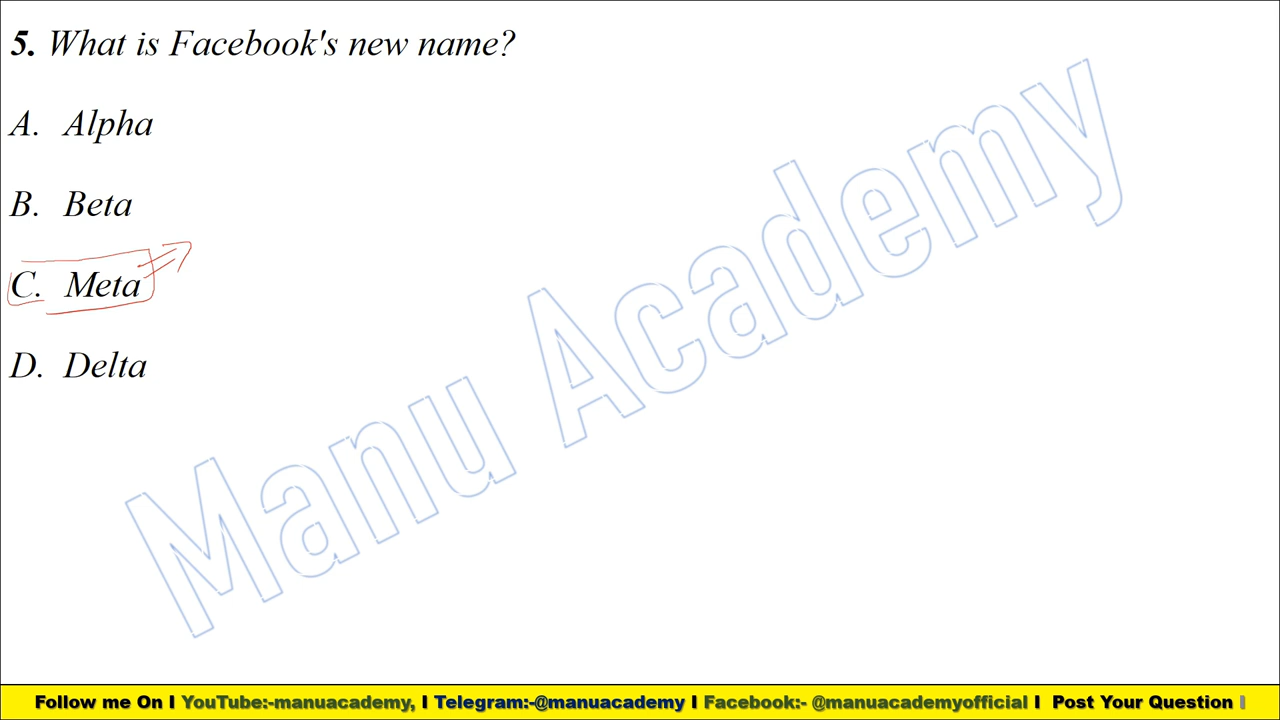 5. What is Facebook's new name?
A. Alpha
B. Beta
C. Meta
D. Delta
Manu Academy
Follow me On I YouTube:-manuacademy, I Telegram:-@manuacademy I Facebook:- @manuacademyofficial I Post Your Question I